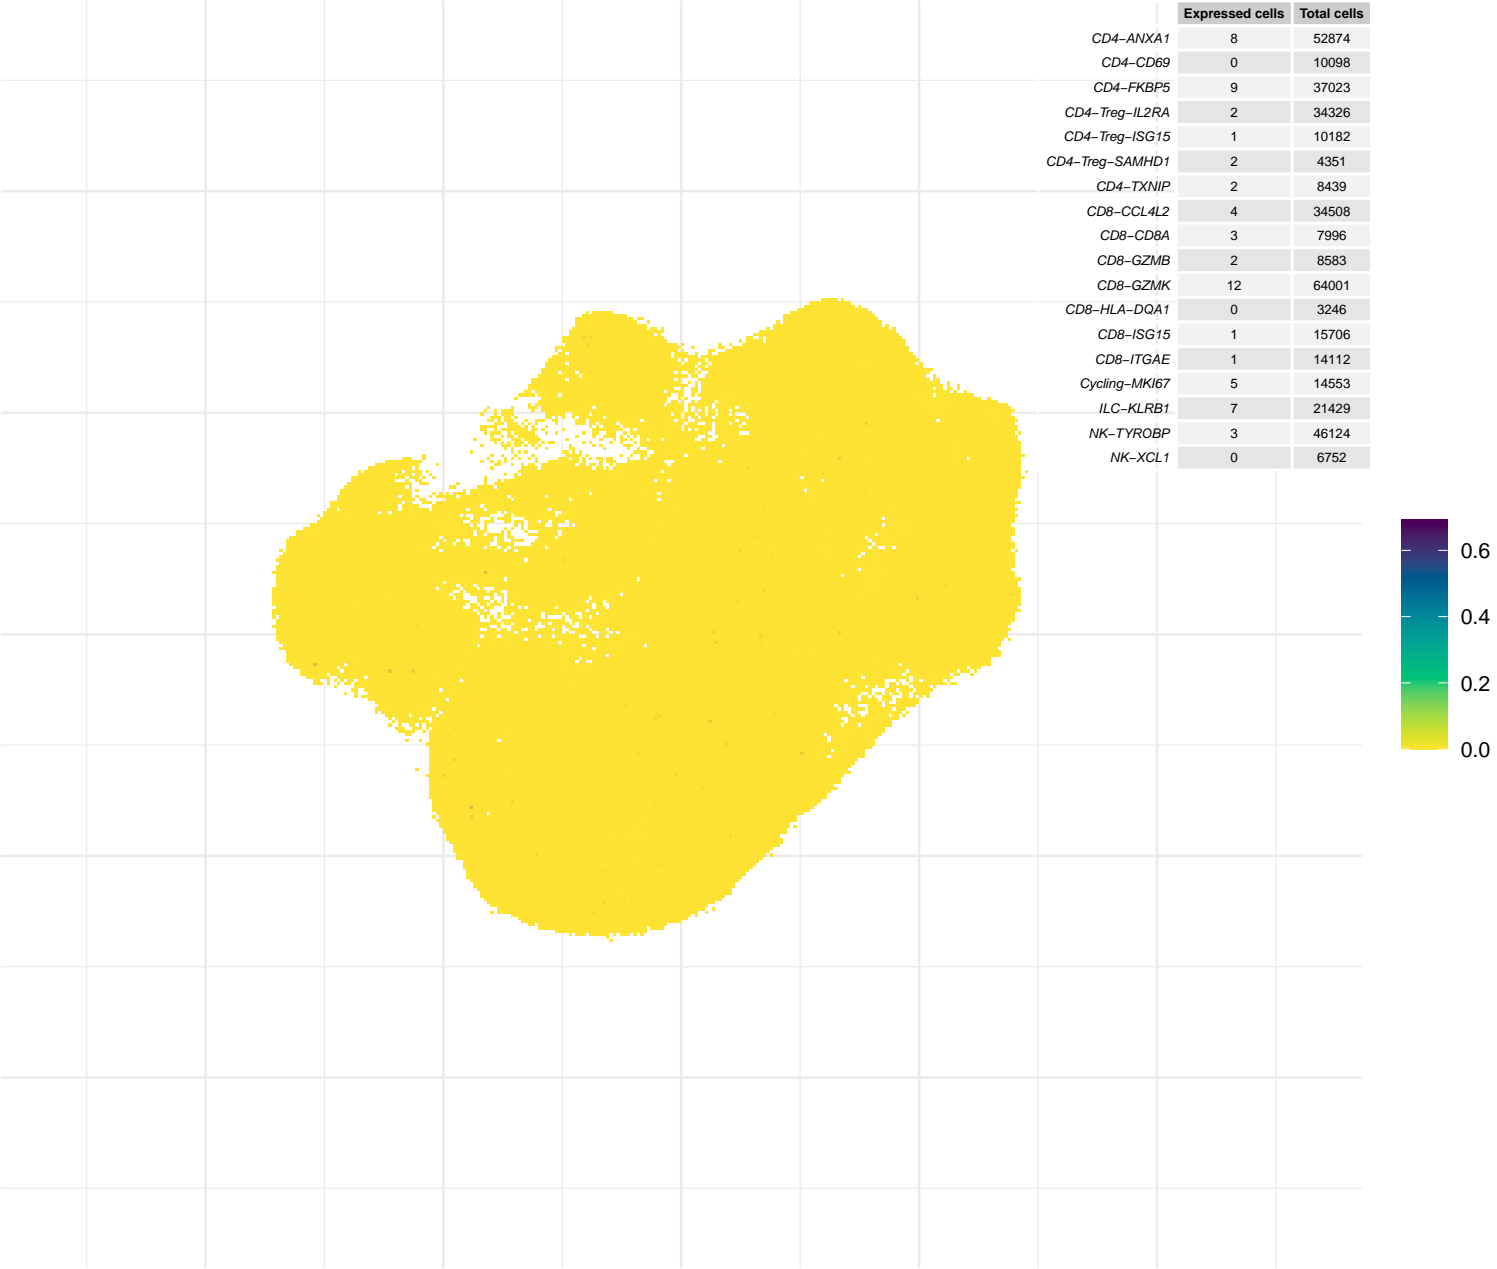 Expressed cells Total cells
CD4−ANXA1 8 52874
CD4−CD69 0 10098
CD4−FKBP5 9 37023
CD4−Treg−IL2RA 2 34326
CD4−Treg−ISG15 1 10182
CD4−Treg−SAMHD1 2 4351
CD4−TXNIP 2 8439
CD8−CCL4L2 4 34508
CD8−CD8A 3 7996
CD8−GZMB 2 8583
CD8−GZMK 12 64001
CD8−HLA−DQA1 0 3246
CD8−ISG15 1 15706
CD8−ITGAE 1 14112
Cycling−MKI67 5 14553
ILC−KLRB1 7 21429
NK−TYROBP 3 46124
NK−XCL1 0 6752
0.6
0.4
0.2
0.0